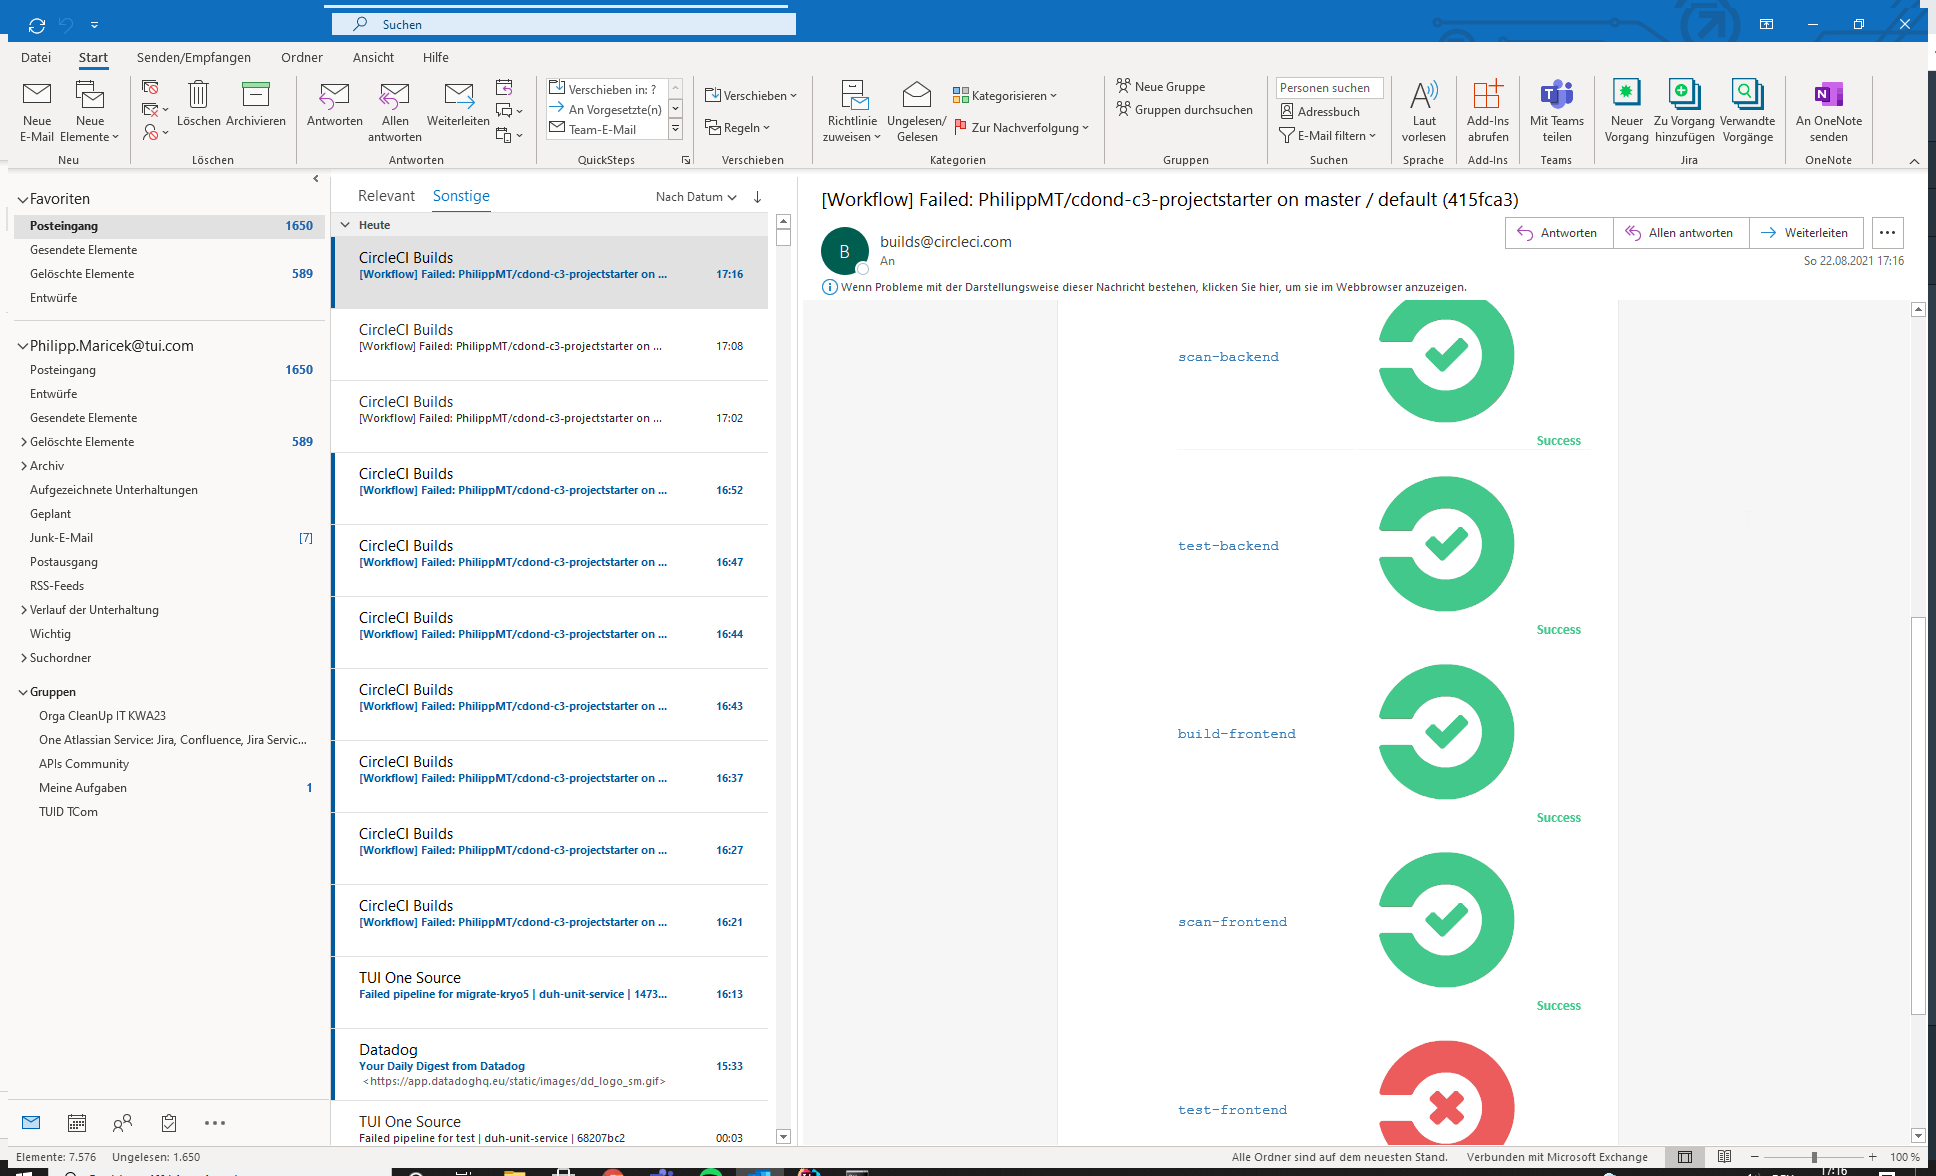 Suchen
Datei Start Senden/Empfangen Ordner Ansicht Hilfe
Neue E-Mail
Neue Elemente
Neu
Löschen
Archivieren
Löschen
Antworten
Allen antworten
Weiterleiten
Antworten
Verschieben in: ?
An Vorgesetzte(n)
Team-E-Mail
QuickSteps
Verschieben
Regeln
Verschieben
Richtlinie zuweisen
Ungelesen/ Gelesen
Kategorisieren
Zur Nachverfolgung
Kategorien
Neue Gruppe
Gruppen durchsuchen
Gruppen
Personen suchen
Adressbuch
E-Mail filtern
Suchen
Laut vorlesen
Sprache
Add-Ins abrufen
Add-Ins
Mit Teams teilen
Teams
Neuer Vorgang
Zu Vorgang hinzufügen
Verwandte Vorgänge
Jira
An OneNote senden
OneNote
Favoriten
Posteingang 1650
Gesendete Elemente
Gelöschte Elemente 589
Entwürfe
Philipp.Maricek@tui.com
Posteingang 1650
Entwürfe
Gesendete Elemente
Gelöschte Elemente 589
Archiv
Aufgezeichnete Unterhaltungen
Geplant
Junk-E-Mail [7]
Postausgang
RSS-Feeds
Verlauf der Unterhaltung
Wichtig
Suchordner
Gruppen
Orga CleanUp IT KWA23
One Atlassian Service: Jira, Confluence, Jira Servic...
APIs Community
Meine Aufgaben 1
TUID TCom
Relevant Sonstige Nach Datum
Heute
CircleCI Builds
[Workflow] Failed: PhilippMT/cdond-c3-projectstarter on ... 17:16
CircleCI Builds
[Workflow] Failed: PhilippMT/cdond-c3-projectstarter on ... 17:08
CircleCI Builds
[Workflow] Failed: PhilippMT/cdond-c3-projectstarter on ... 17:02
CircleCI Builds
[Workflow] Failed: PhilippMT/cdond-c3-projectstarter on ... 16:52
CircleCI Builds
[Workflow] Failed: PhilippMT/cdond-c3-projectstarter on ... 16:47
CircleCI Builds
[Workflow] Failed: PhilippMT/cdond-c3-projectstarter on ... 16:44
CircleCI Builds
[Workflow] Failed: PhilippMT/cdond-c3-projectstarter on ... 16:43
CircleCI Builds
[Workflow] Failed: PhilippMT/cdond-c3-projectstarter on ... 16:37
CircleCI Builds
[Workflow] Failed: PhilippMT/cdond-c3-projectstarter on ... 16:27
CircleCI Builds
[Workflow] Failed: PhilippMT/cdond-c3-projectstarter on ... 16:21
TUI One Source
Failed pipeline for migrate-kryo5 | duh-unit-service | 1473... 16:13
Datadog
Your Daily Digest from Datadog 15:33
<https://app.datadoghq.eu/static/images/dd_logo_sm.gif>
TUI One Source
Failed pipeline for test | duh-unit-service | 68207bc2 00:03
[Workflow] Failed: PhilippMT/cdond-c3-projectstarter on master / default (415fca3)
B
builds@circleci.com
An
Antworten Allen antworten Weiterleiten
So 22.08.2021 17:16
Wenn Probleme mit der Darstellungsweise dieser Nachricht bestehen, klicken Sie hier, um sie im Webbrowser anzuzeigen.
scan-backend
Success
test-backend
Success
build-frontend
Success
scan-frontend
Success
test-frontend
Elemente: 7.576 Ungelesen: 1.650
Alle Ordner sind auf dem neuesten Stand. Verbunden mit Microsoft Exchange 100 %
17:16